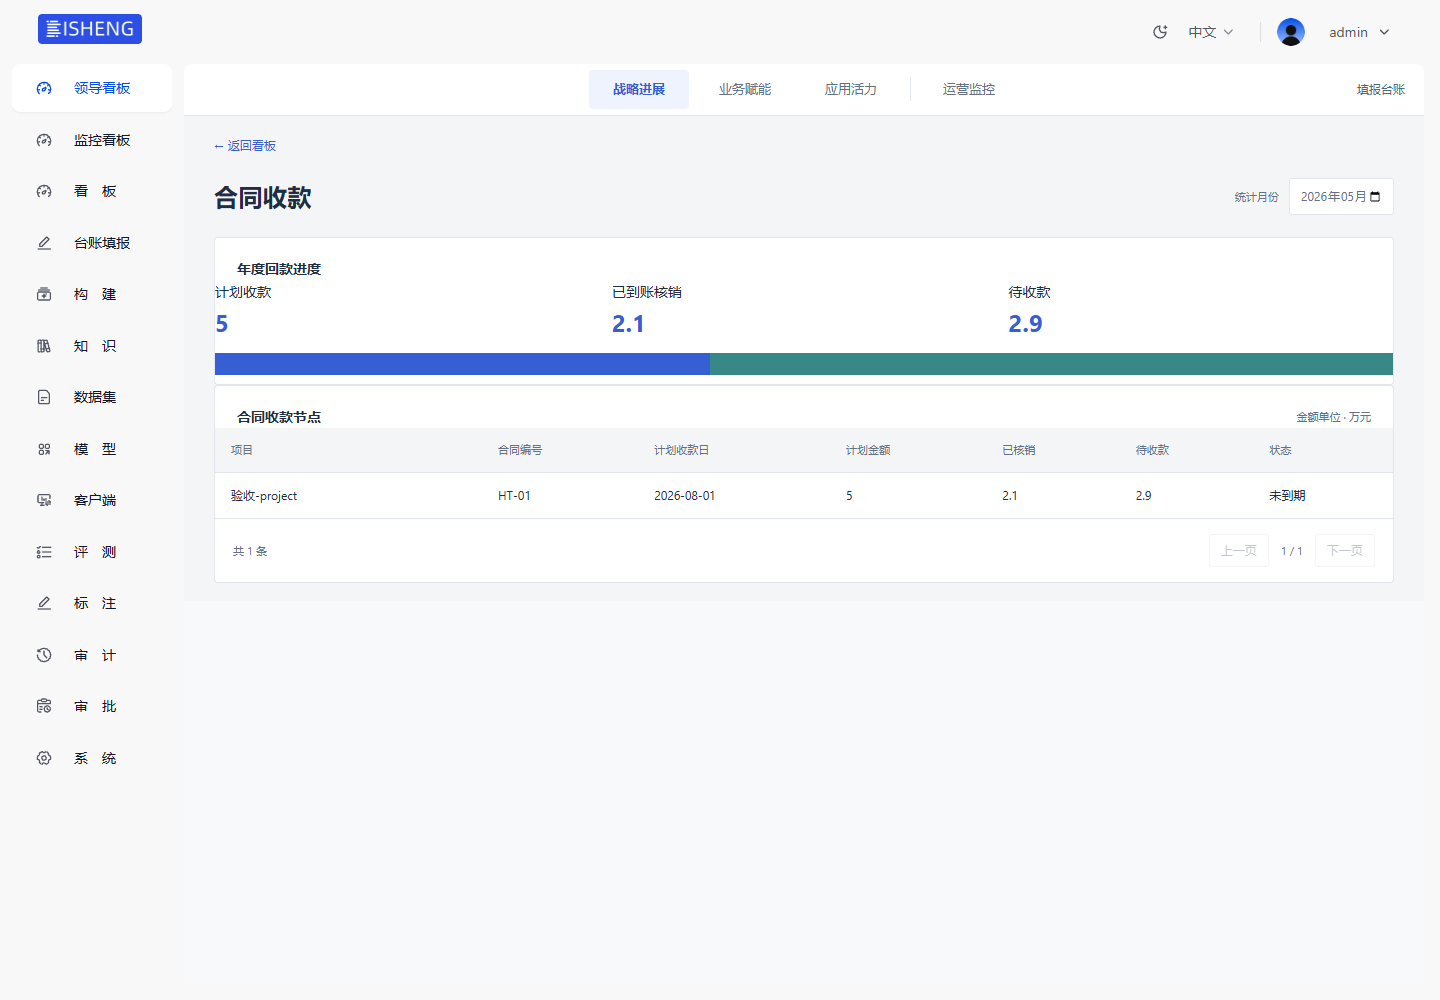 EISHENG
中文
admin
领导看板
监控看板
看 板
台账填报
构 建
知 识
数据集
模 型
客户端
评 测
标 注
审 计
审 批
系 统
战略进展 业务赋能 应用活力 运营监控 填报台账
← 返回看板
合同收款
统计月份 2026年05月
年度回款进度
计划收款 已到账核销 待收款
5 2.1 2.9
合同收款节点 金额单位 · 万元
项目 合同编号 计划收款日 计划金额 已核销 待收款 状态
验收-project HT-01 2026-08-01 5 2.1 2.9 未到期
共 1 条 上一页 1 / 1 下一页